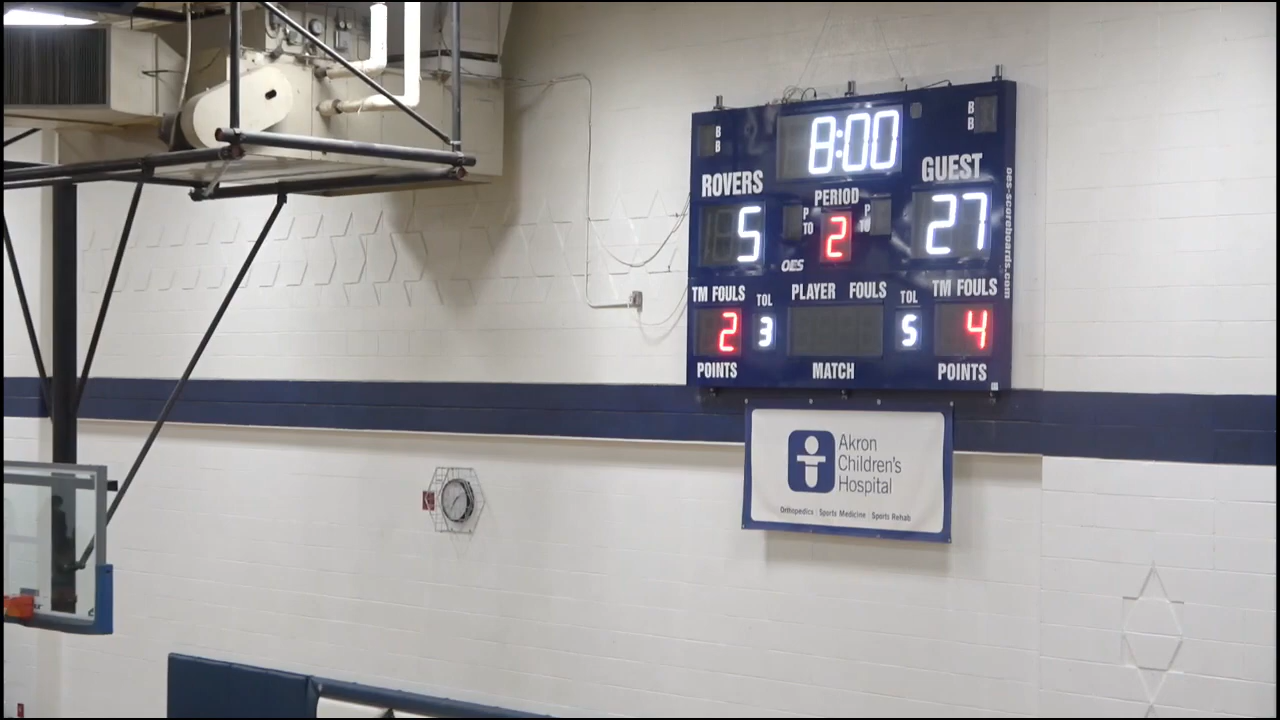 B
B
8:00
B
B
ROVERS
GUEST
PERIOD
5
P
TO
2
P
TO
27
OES
oes-scoreboards.com
TM FOULS
TOL
PLAYER FOULS
TOL
TM FOULS
2
3
5
4
POINTS
MATCH
POINTS
Akron
Children's
Hospital
Orthopedics | Sports Medicine | Sports Rehab